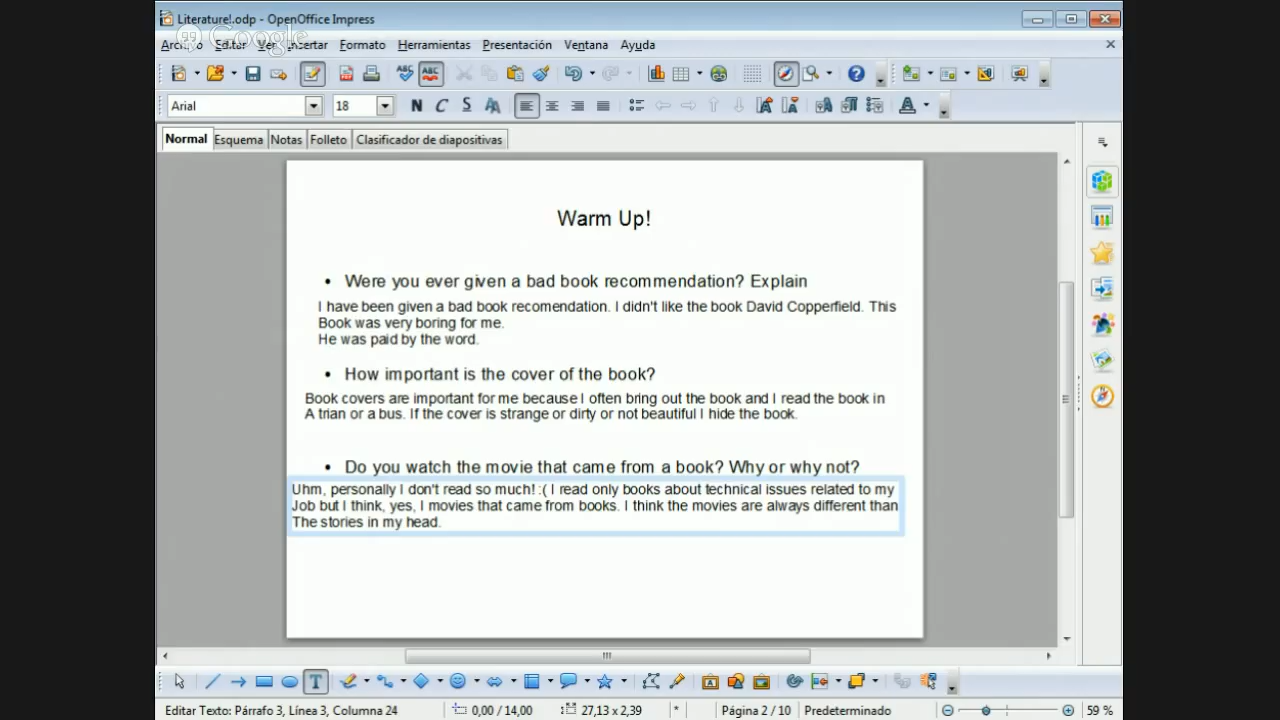 Literature!.odp - OpenOffice Impress
Google
Archivo Editar Ver Insertar Formato Herramientas Presentación Ventana Ayuda
Arial 18 N C S
Normal Esquema Notas Folleto Clasificador de diapositivas
Warm Up!
• Were you ever given a bad book recommendation? Explain
I have been given a bad book recomendation. I didn't like the book David Copperfield. This
Book was very boring for me.
He was paid by the word.
• How important is the cover of the book?
Book covers are important for me because I often bring out the book and I read the book in
A trian or a bus. If the cover is strange or dirty or not beautiful I hide the book.
• Do you watch the movie that came from a book? Why or why not?
Uhm, personally I don't read so much! :( I read only books about technical issues related to my
Job but I think, yes, I movies that came from books. I think the movies are always different than
The stories in my head.
Editar Texto: Párrafo 3, Línea 3, Columna 24 0,00 / 14,00 27,13 x 2,39 * Página 2 / 10 Predeterminado 59 %